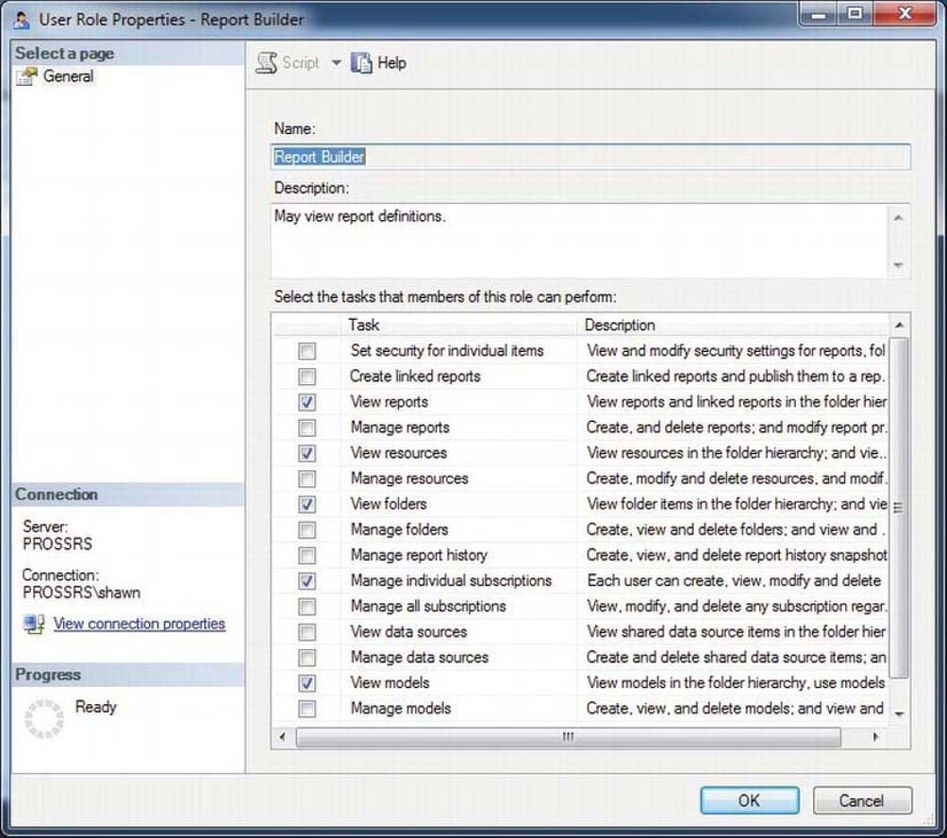 User Role Properties - Report Builder
Select a page
General
Script
Help
Name:
Report Builder
Description:
May view report definitions.
Select the tasks that members of this role can perform:
Task Description
Set security for individual items View and modify security settings for reports, fol
Create linked reports Create linked reports and publish them to a rep.
View reports View reports and linked reports in the folder hier
Manage reports Create, and delete reports; and modify report pr.
View resources View resources in the folder hierarchy; and vie..
Manage resources Create, modify and delete resources, and modif.
View folders View folder items in the folder hierarchy; and vie
Manage folders Create, view and delete folders; and view and .
Manage report history Create, view, and delete report history snapshot
Manage individual subscriptions Each user can create, view, modify and delete
Manage all subscriptions View, modify, and delete any subscription regar.
View data sources View shared data source items in the folder hier
Manage data sources Create and delete shared data source items; an
View models View models in the folder hierarchy, use models
Manage models Create, view, and delete models; and view and
Connection
Server:
PROSSRS
Connection:
PROSSRS\shawn
View connection properties
Progress
Ready
OK
Cancel